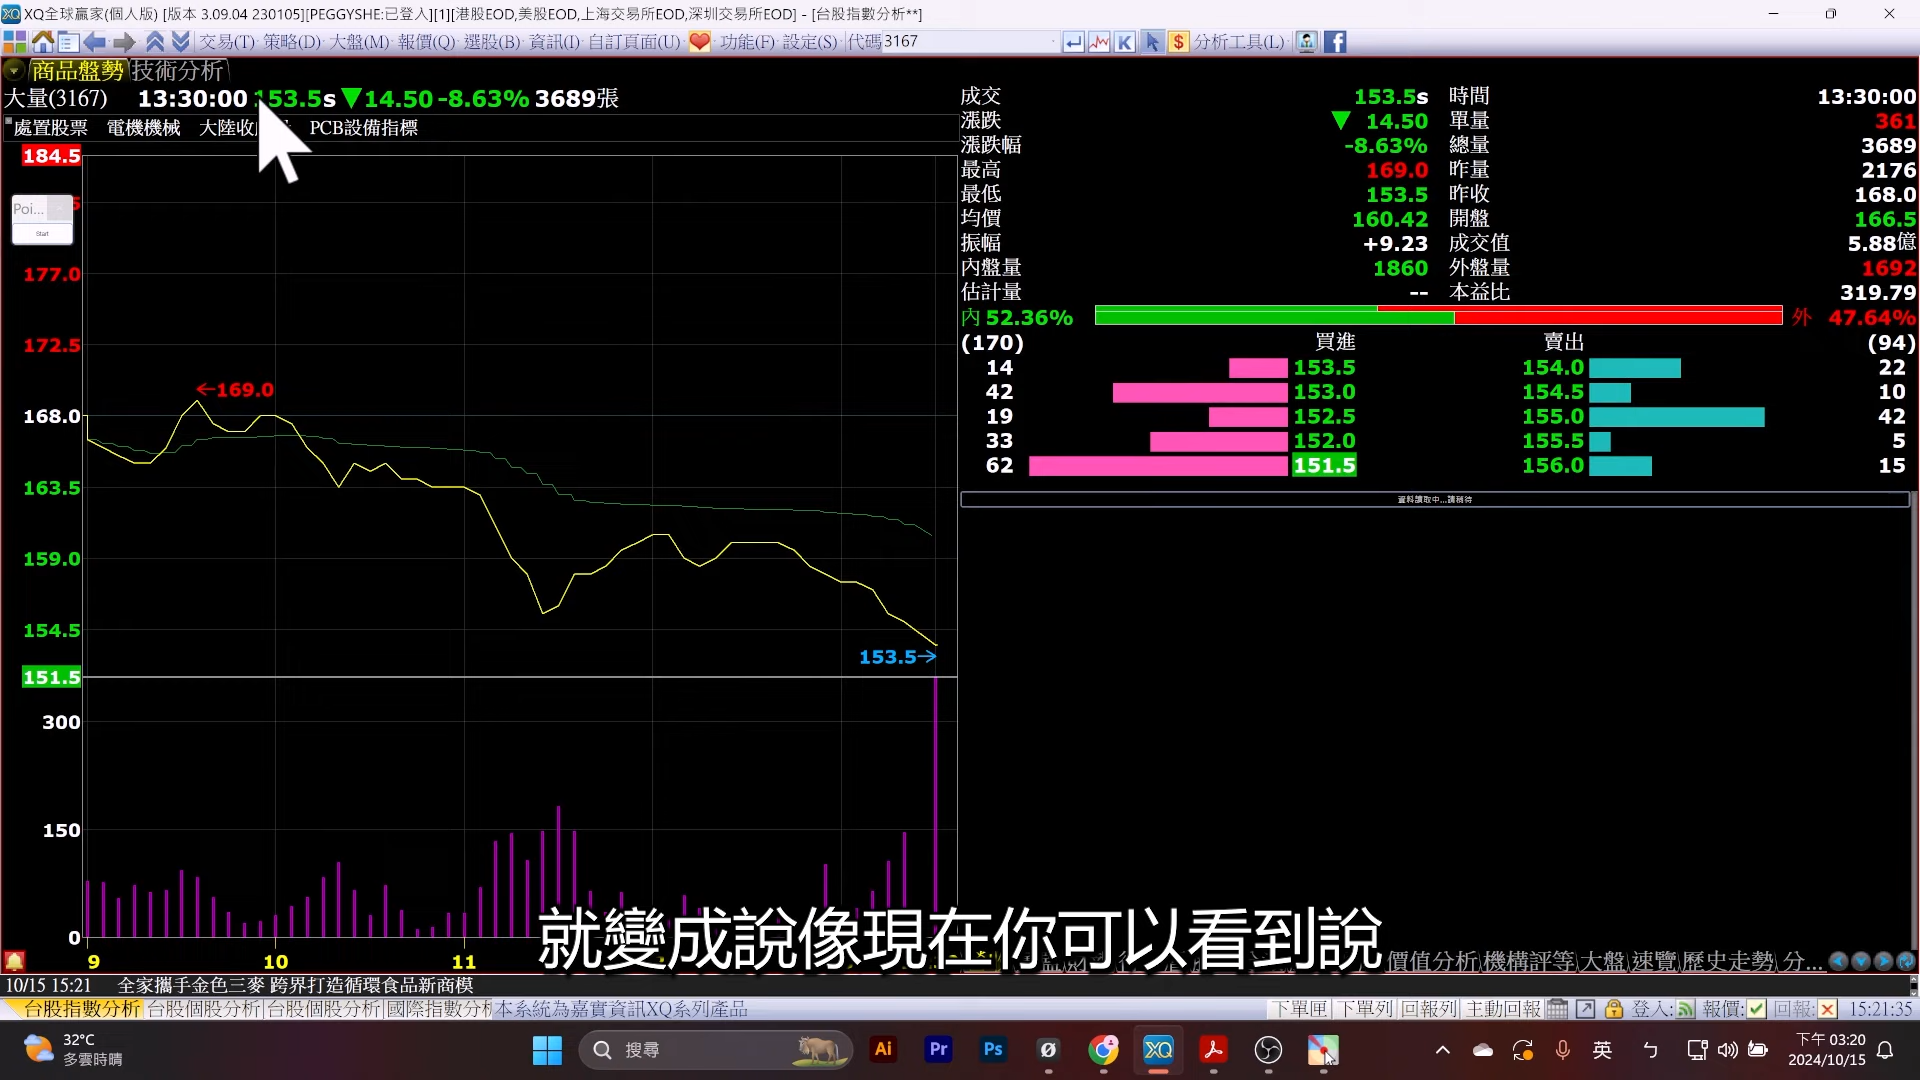 XQ全球贏家(個人版) [版本 3.09.04 230105][PEGGYSHE:已登入][1][港股EOD,美股EOD,上海交易所EOD,深圳交易所EOD] - [台股指數分析**]
交易(T) 策略(D) 大盤(M) 報價(Q) 選股(B) 資訊(I) 自訂頁面(U) 功能(F) 設定(S) 代碼 3167 K $ 分析工具(L)
商品盤勢 技術分析
大量(3167) 13:30:00 153.5s ▼14.50 -8.63% 3689張
處置股票 電機機械 大陸收 PCB設備指標
184.5
Poi...
Start
177.0
172.5
168.0
163.5
159.0
154.5
151.5
300
150
0
←169.0
153.5→
9 10 11
成交 153.5s 時間 13:30:00
漲跌 ▼ 14.50 單量 361
漲跌幅 -8.63% 總量 3689
最高 169.0 昨量 2176
最低 153.5 昨收 168.0
均價 160.42 開盤 166.5
振幅 +9.23 成交值 5.88億
內盤量 1860 外盤量 1692
估計量 -- 本益比 319.79
內 52.36% 外 47.64%
(170) 買進 賣出 (94)
14 153.5 154.0 22
42 153.0 154.5 10
19 152.5 155.0 42
33 152.0 155.5 5
62 151.5 156.0 15
資料讀取中...請稍待
就變成說像現在你可以看到說
價值分析 機構評等 大盤 速覽 歷史走勢 分...
10/15 15:21 全家攜手金色三麥 跨界打造循環食品新商模
台股指數分析 台股個股分析 台股個股分析 國際指數分析 本系統為嘉實資訊XQ系列產品 下單匣 下單列 回報列 主動回報 登入: 報價: 回報: 15:21:35
32°C
多雲時晴
搜尋
Ai Pr Ps XQ
英 ㄅ
下午 03:20
2024/10/15